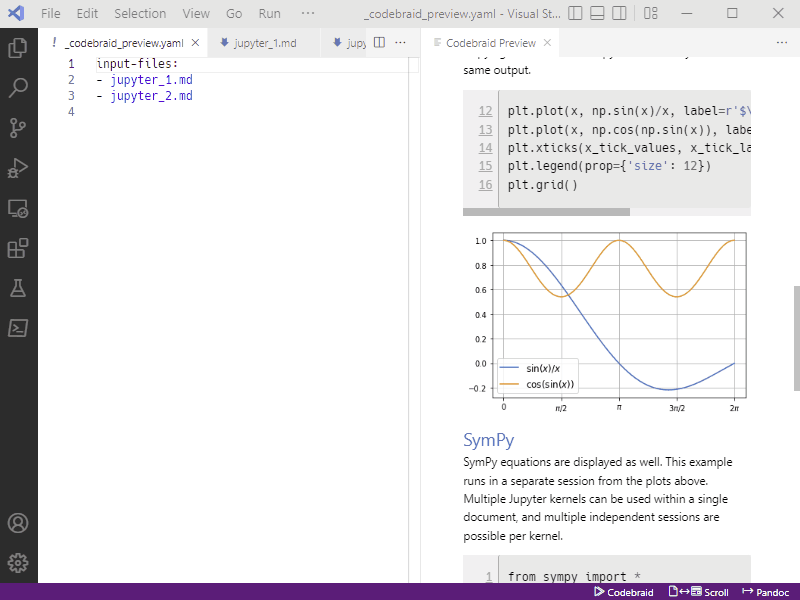 File Edit Selection View Go Run ··· _codebraid_preview.yaml - Visual St...
! _codebraid_preview.yaml × jupyter_1.md jupy ···
Codebraid Preview × ···
1 input-files:
2 - jupyter_1.md
3 - jupyter_2.md
4
same output.
12 plt.plot(x, np.sin(x)/x, label=r'$\
13 plt.plot(x, np.cos(np.sin(x)), labe
14 plt.xticks(x_tick_values, x_tick_la
15 plt.legend(prop={'size': 12})
16 plt.grid()
1.0
0.8
0.6
0.4
0.2
0.0
−0.2
sin(x)/x
cos(sin(x))
0 π/2 π 3π/2 2π
SymPy
SymPy equations are displayed as well. This example
runs in a separate session from the plots above.
Multiple Jupyter kernels can be used within a single
document, and multiple independent sessions are
possible per kernel.
1 from sympy import *
Codebraid Scroll Pandoc